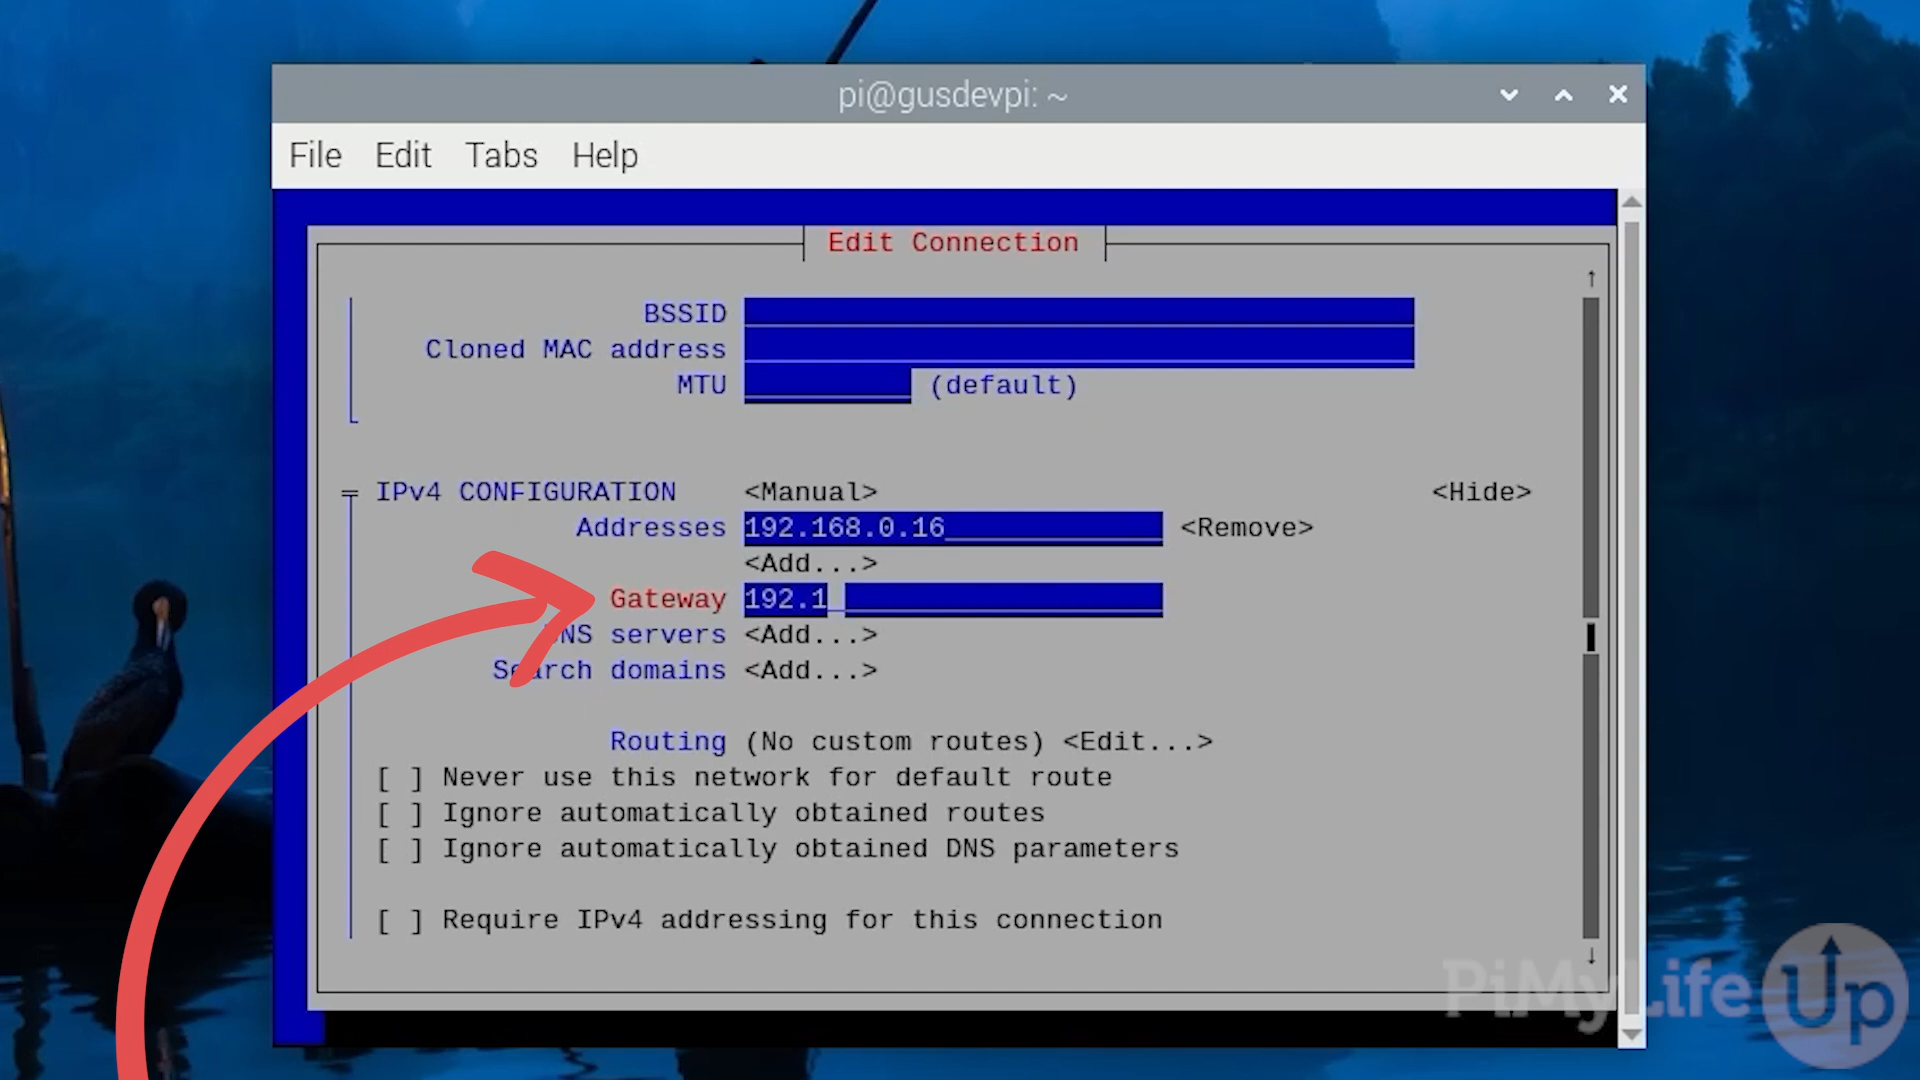 pi@gusdevpi: ~
File Edit Tabs Help
Edit Connection
BSSID
Cloned MAC address
MTU (default)
IPv4 CONFIGURATION <Manual> <Hide>
Addresses 192.168.0.16 <Remove>
<Add...>
Gateway 192.1
DNS servers <Add...>
Search domains <Add...>
Routing (No custom routes) <Edit...>
[ ] Never use this network for default route
[ ] Ignore automatically obtained routes
[ ] Ignore automatically obtained DNS parameters
[ ] Require IPv4 addressing for this connection
PiMyLifeUp